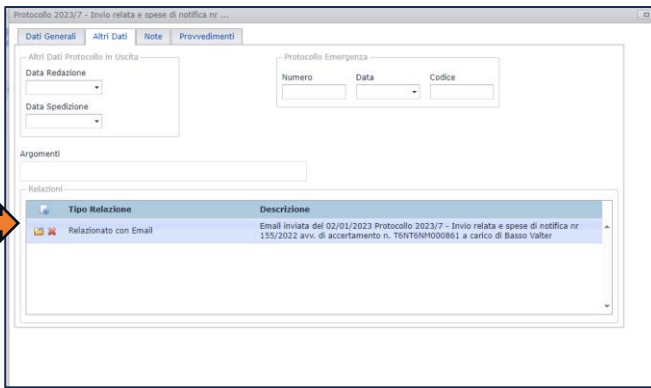 Protocollo 2023/7 - Invio relata e spese di notifica nr ...
Dati Generali Altri Dati Note Provvedimenti
Altri Dati Protocollo in Uscita
Data Redazione
Data Spedizione
Protocollo Emergenza
Numero Data Codice
Argomenti
Relazioni
Tipo Relazione Descrizione
Relazionato con Email
Email inviata del 02/01/2023 Protocollo 2023/7 - Invio relata e spese di notifica nr
155/2022 avv. di accertamento n. T6NT6NM000861 a carico di Basso Valter